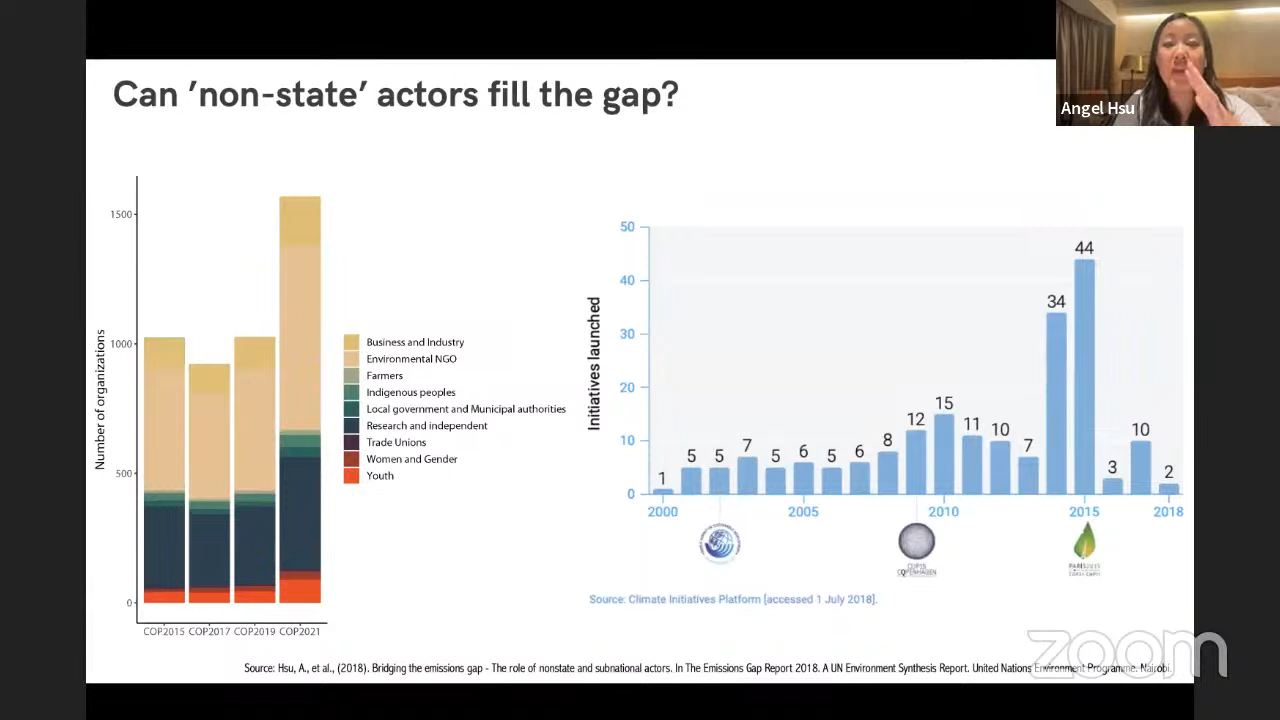 Can ’non-state’ actors fill the gap?
Angel Hsu
Number of organizations
1500
1000
500
0
COP2015
COP2017
COP2019
COP2021
Business and Industry
Environmental NGO
Farmers
Indigenous peoples
Local government and Municipal authorities
Research and independent
Trade Unions
Women and Gender
Youth
Initiatives launched
50
40
30
20
10
0
1
5
5
7
5
6
5
6
8
12
15
11
10
7
34
44
3
10
2
2000
2005
2010
2015
2018
COP15
COPENHAGEN
PARIS2015
Source: Climate Initiatives Platform [accessed 1 July 2018].
Source: Hsu, A., et al., (2018). Bridging the emissions gap - The role of nonstate and subnational actors. In The Emissions Gap Report 2018. A UN Environment Synthesis Report. United Nations Environment Programme. Nairobi.
zoom